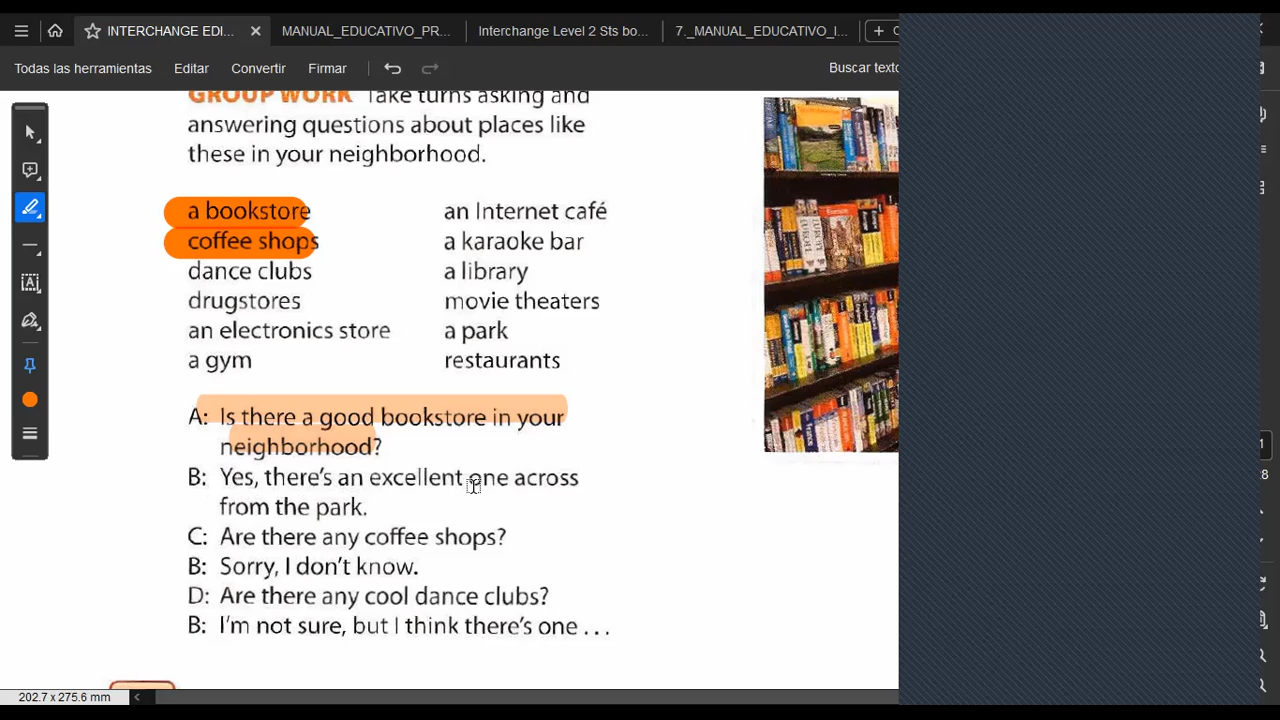 INTERCHANGE EDI...
MANUAL_EDUCATIVO_PR...
Interchange Level 2 Sts bo...
7._MANUAL_EDUCATIVO_I...
Todas las herramientas
Editar
Convertir
Firmar
Buscar texto
GROUP WORK Take turns asking and
answering questions about places like
these in your neighborhood.
a bookstore
coffee shops
dance clubs
drugstores
an electronics store
a gym
an Internet café
a karaoke bar
a library
movie theaters
a park
restaurants
A: Is there a good bookstore in your
neighborhood?
B: Yes, there's an excellent one across
from the park.
C: Are there any coffee shops?
B: Sorry, I don't know.
D: Are there any cool dance clubs?
B: I'm not sure, but I think there's one . . .
202.7 x 275.6 mm